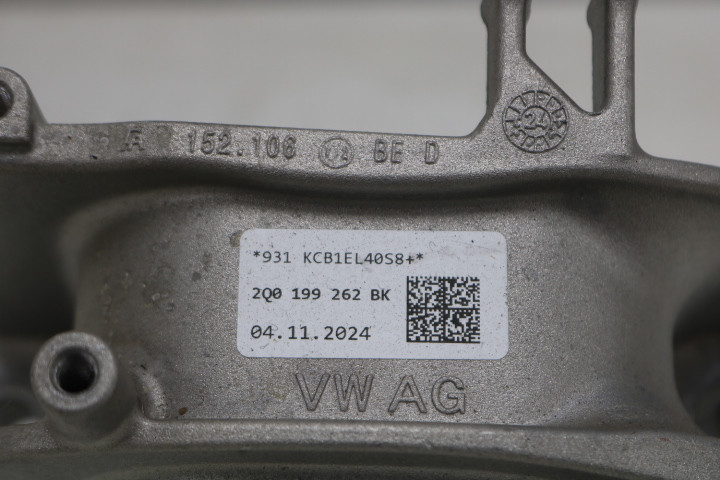 24
152.106 BE D
*931 KCB1EL40S8+*
2Q0 199 262 BK
04.11.2024
VW AG